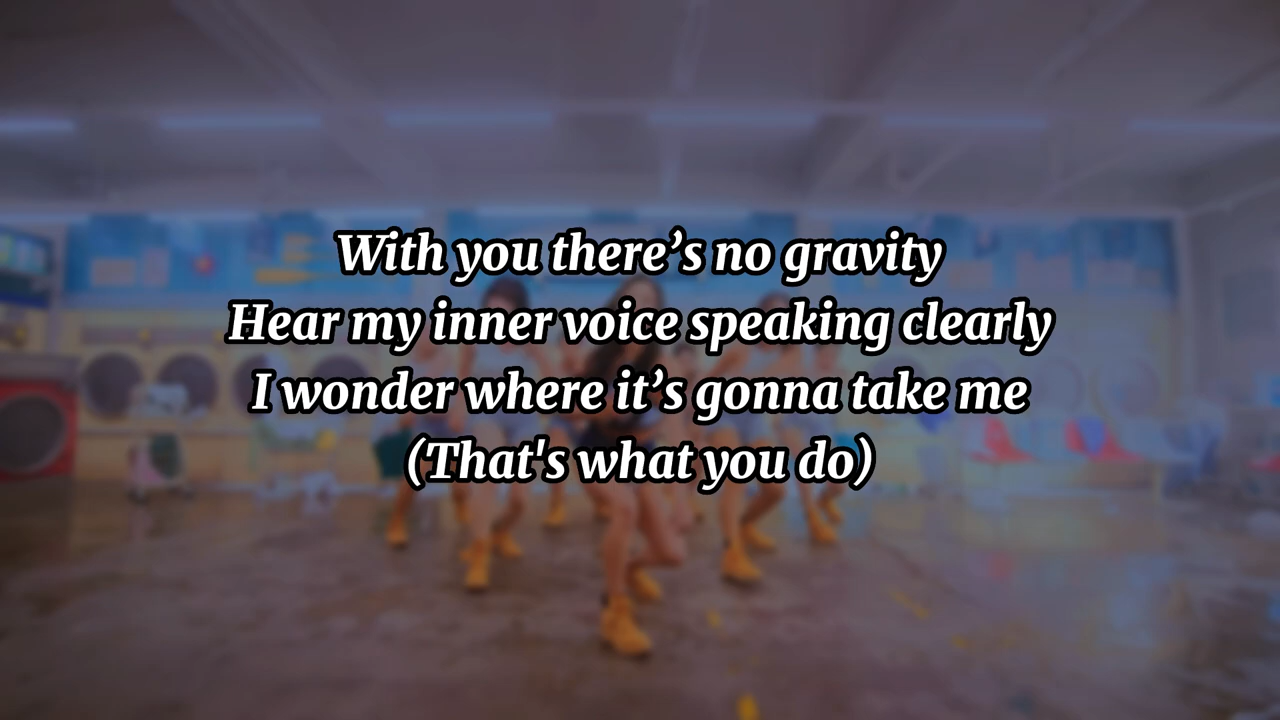 With you there’s no gravity
Hear my inner voice speaking clearly
I wonder where it’s gonna take me
(That's what you do)